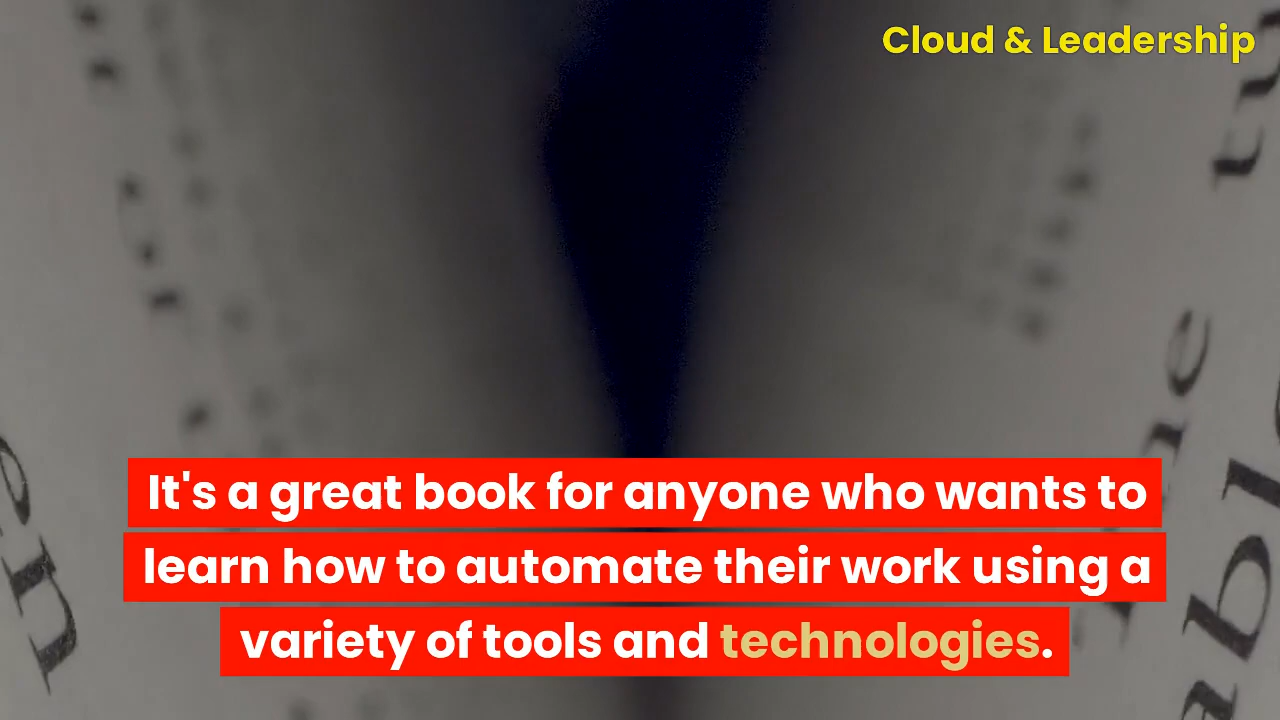 Cloud & Leadership
It's a great book for anyone who wants to
learn how to automate their work using a
variety of tools and technologies.